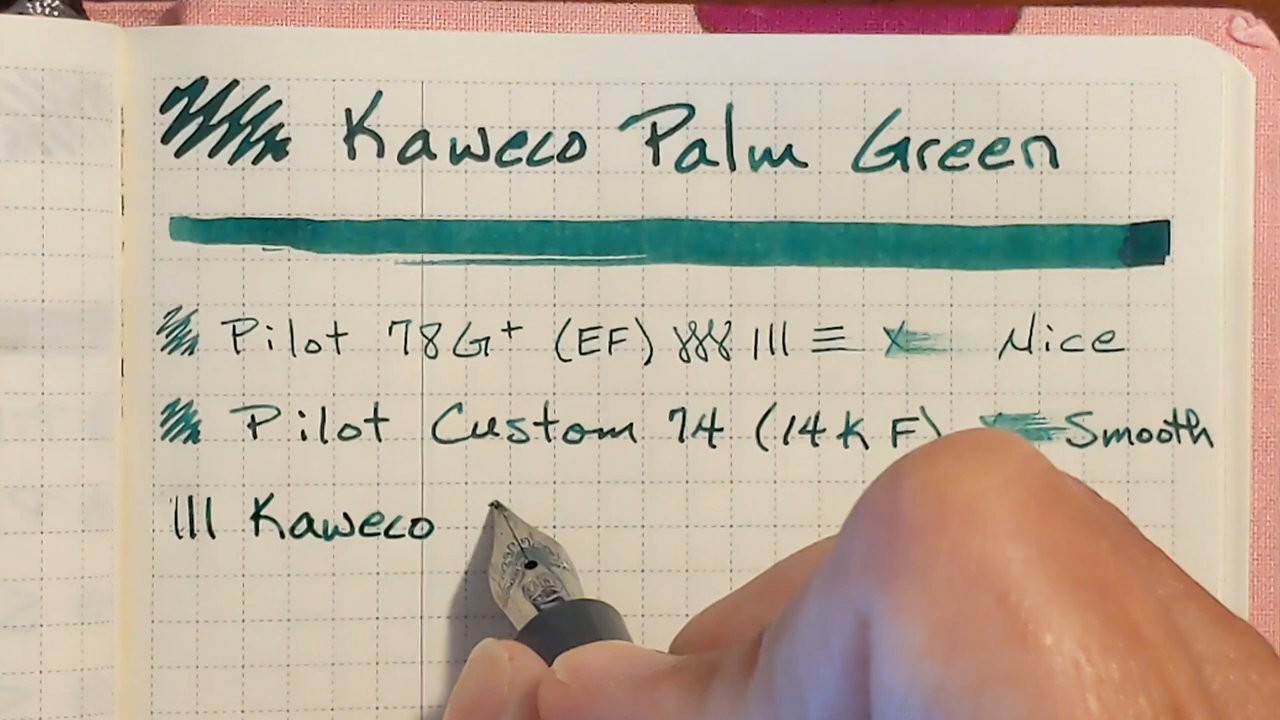 Kaweco Palm Green
Pilot 78G+ (EF) Nice
Pilot Custom 74 (14K F) Smooth
Kaweco